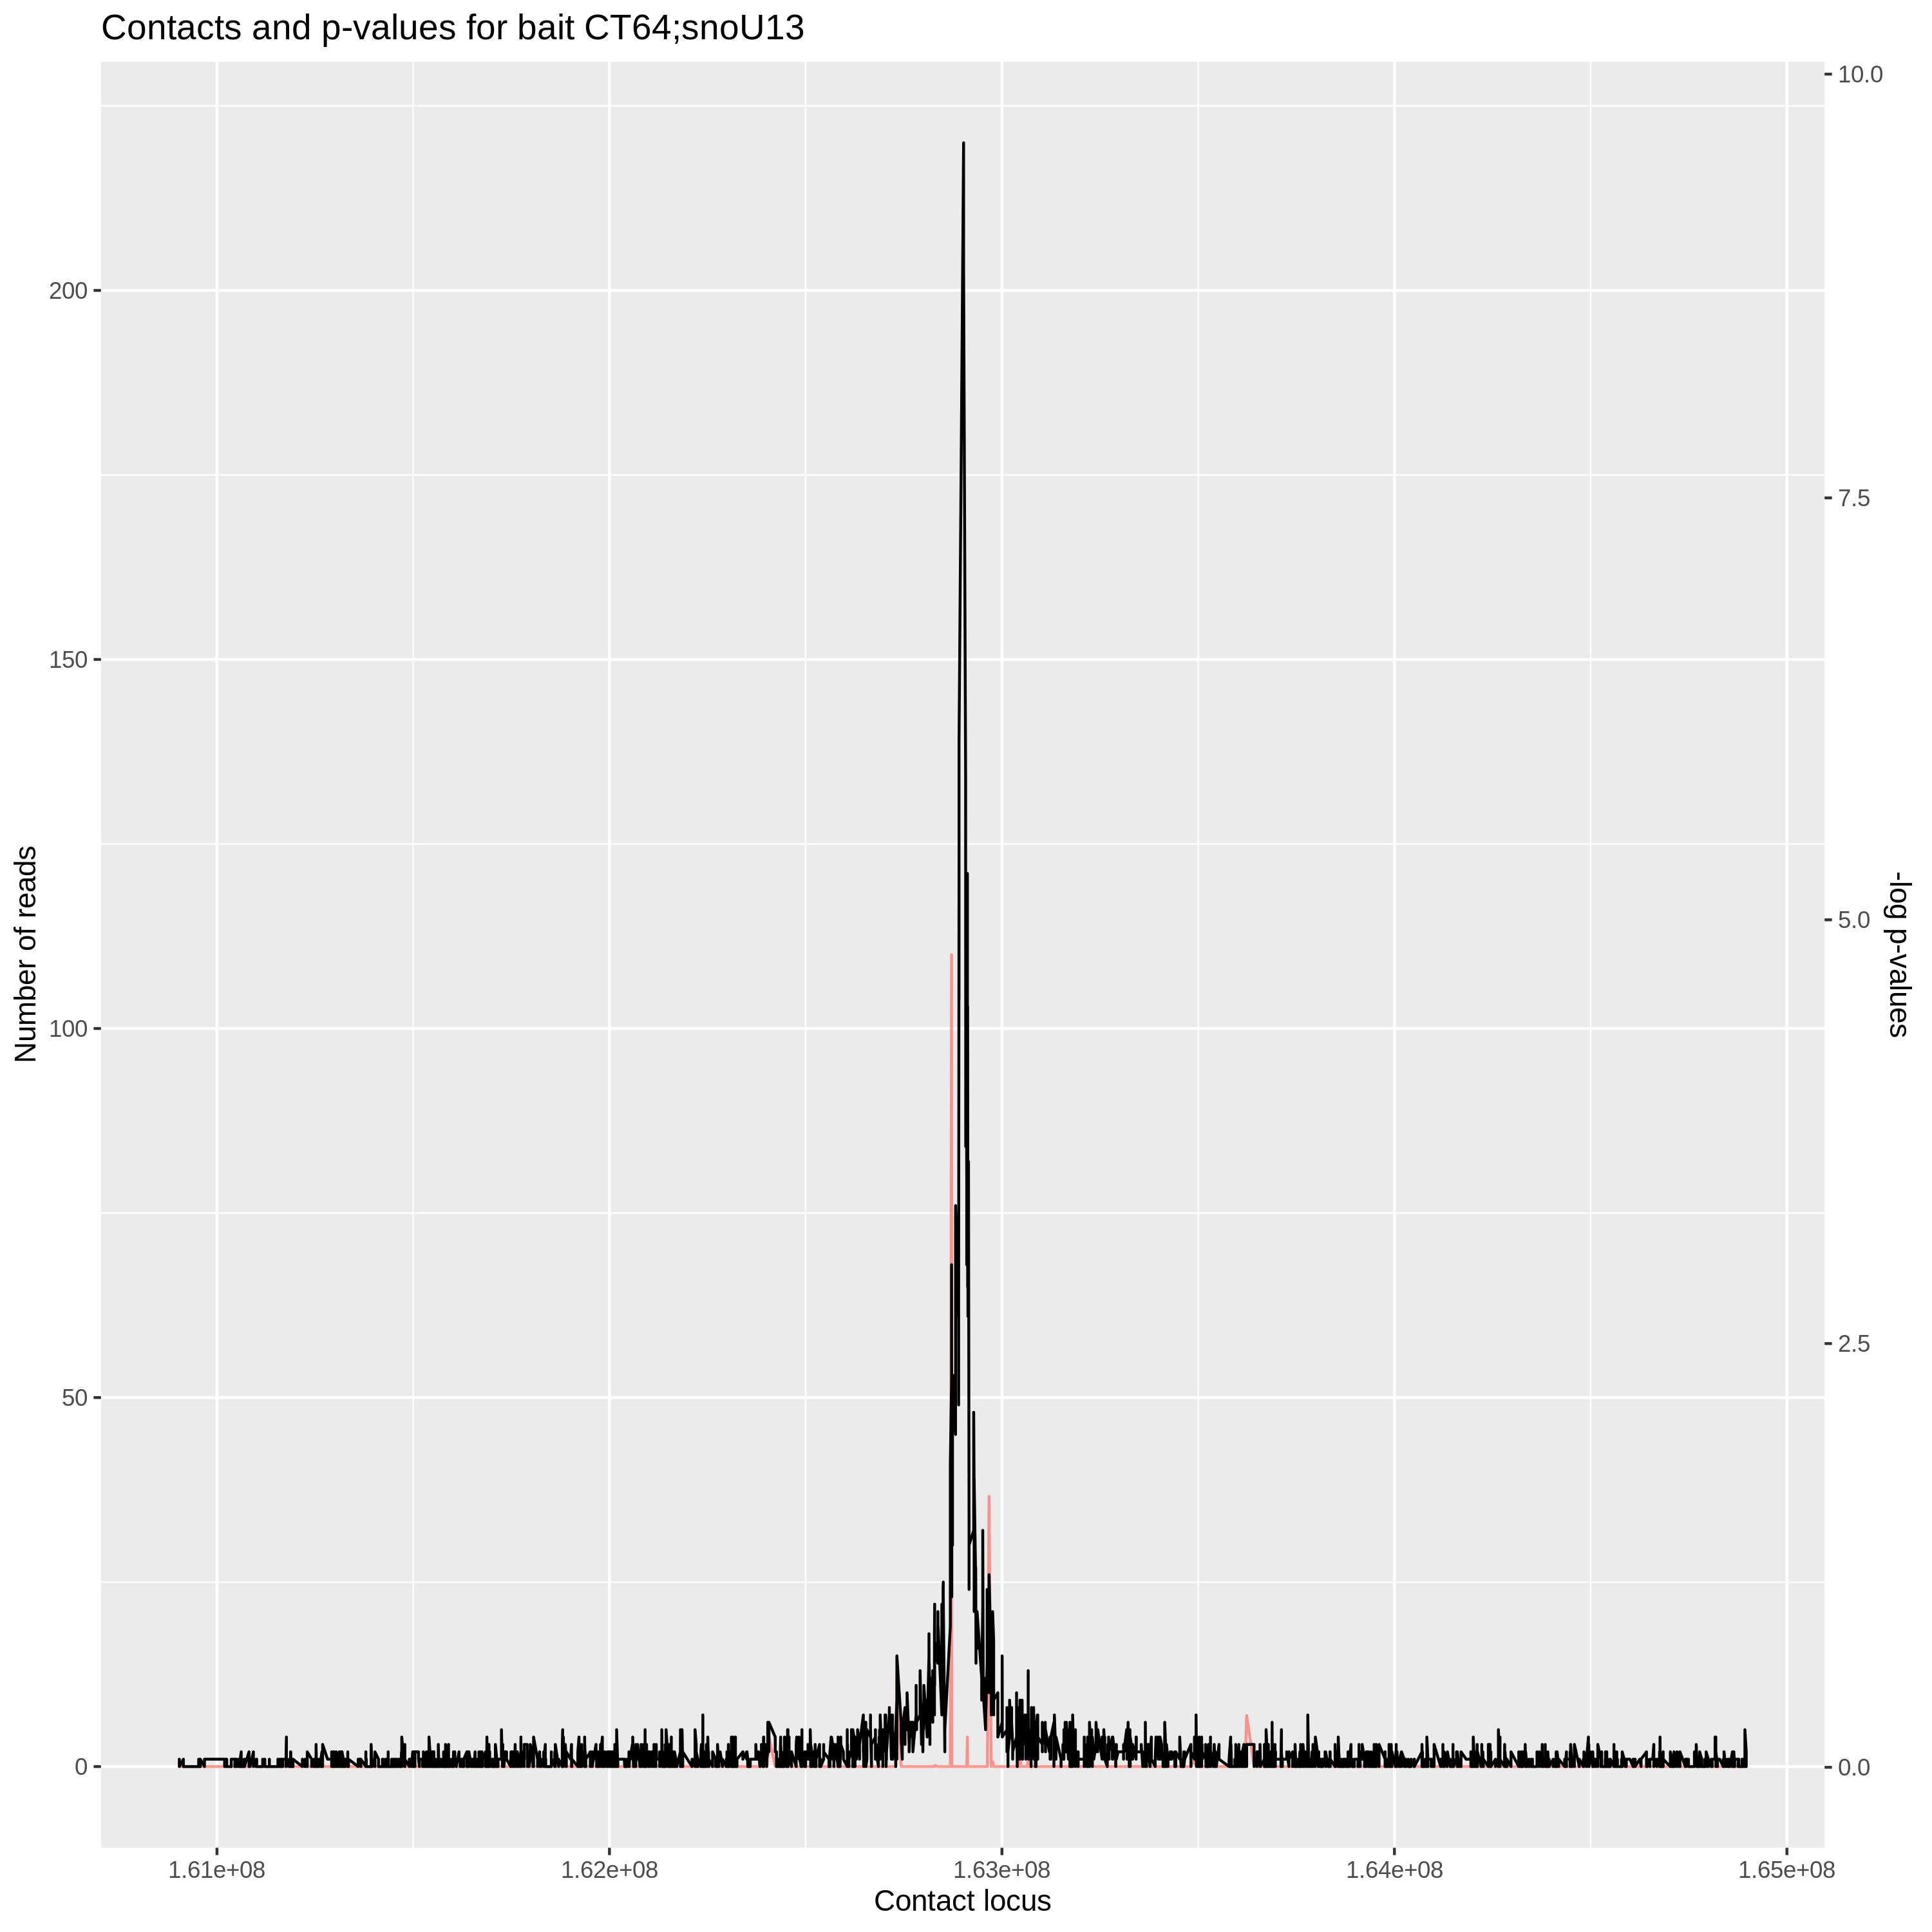 Contacts and p-values for bait CT64;snoU13
10.0
200
7.5
150
5.0
Number of reads
-log p-values
100
2.5
50
0
0.0
1.61e+08
1.62e+08
1.63e+08
1.64e+08
1.65e+08
Contact locus